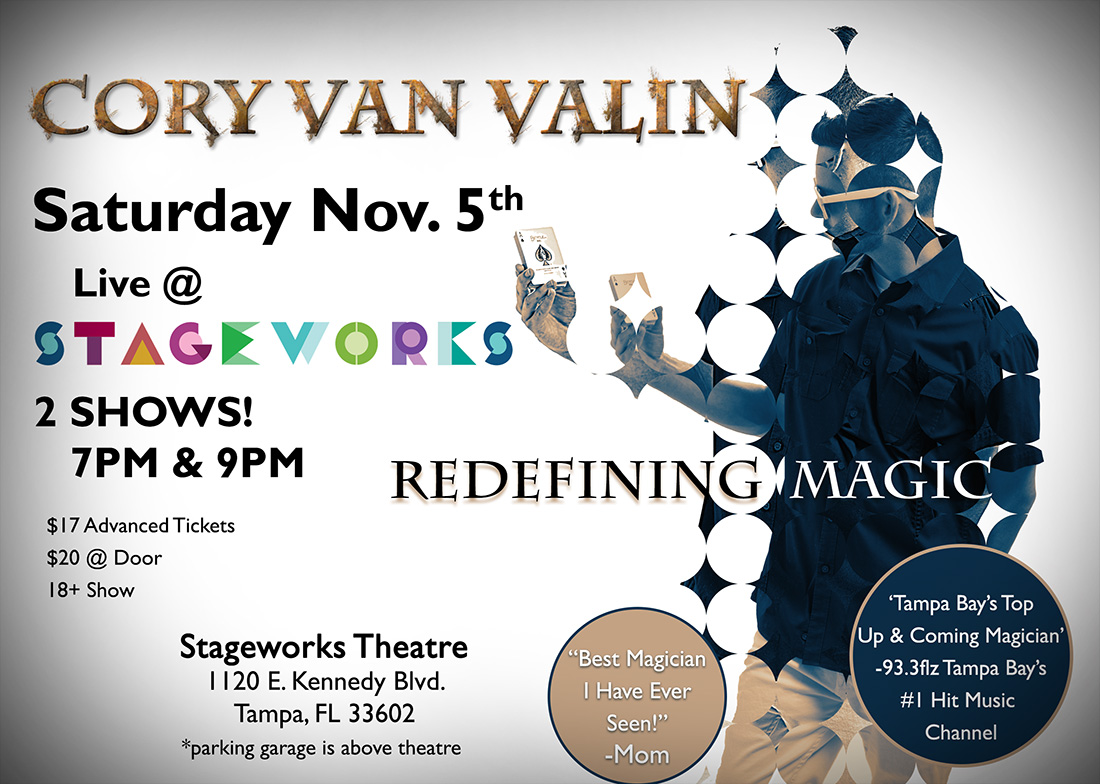 CORY VAN VALIN
Saturday Nov. 5th
Live @
STAGEWORKS
2 SHOWS!
7PM & 9PM
REDEFINING MAGIC
$17 Advanced Tickets
$20 @ Door
18+ Show
Stageworks Theatre
1120 E. Kennedy Blvd.
Tampa, FL 33602
*parking garage is above theatre
“Best Magician
I Have Ever
Seen!”
-Mom
‘Tampa Bay’s Top
Up & Coming Magician’
-93.3flz Tampa Bay’s
#1 Hit Music
Channel